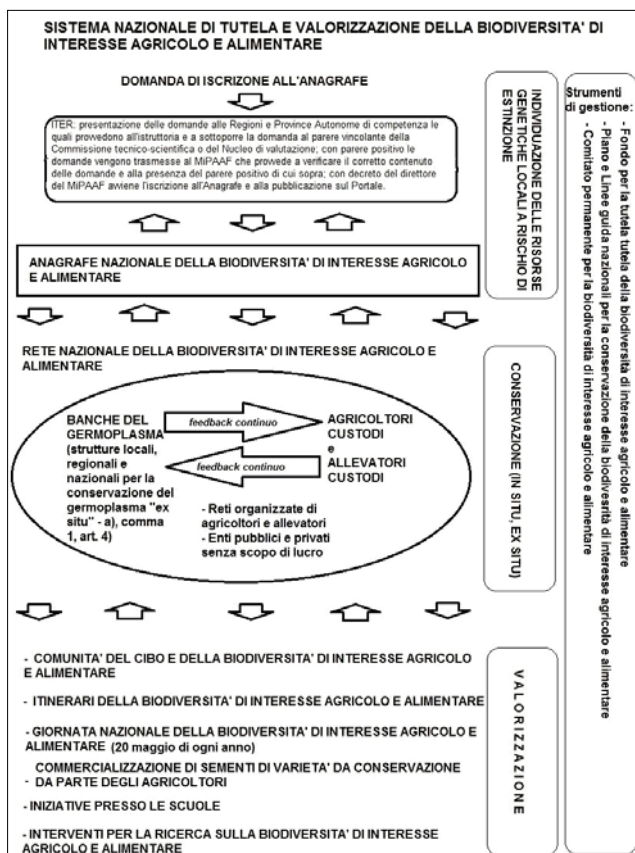 SISTEMA NAZIONALE DI TUTELA E VALORIZZAZIONE DELLA BIODIVERSITA' DI
INTERESSE AGRICOLO E ALIMENTARE
DOMANDA DI ISCRIZIONE ALL'ANAGRAFE
ITER: presentazione delle domande alle Regioni e Province Autonome di competenza le
quali provvedono all'istruttoria e a sottoporre la domanda al parere vincolante della
Commissione tecnico-scientifica o del Nucleo di valutazione; con parere positivo le
domande vengono trasmesse al MiPAAF che provvede a verificare il corretto contenuto
delle domande e alla presenza del parere positivo di cui sopra; con decreto del direttore
del MiPAAF avviene l'iscrizione all'Anagrafe e alla pubblicazione sul Portale.
ANAGRAFE NAZIONALE DELLA BIODIVERSITA' DI INTERESSE AGRICOLO
E ALIMENTARE
INDIVIDUAZIONE DELLE RISORSE
GENETICHE LOCALI A RISCHIO DI
ESTINZIONE
RETE NAZIONALE DELLA BIODIVERSITA' DI INTERESSE AGRICOLO E
ALIMENTARE
BANCHE DEL
GERMOPLASMA
(strutture locali,
regionali e
nazionali per la
conservazione del
germoplasma "ex
situ" - a), comma
1, art. 4)
feedback continuo
feedback continuo
AGRICOLTORI
CUSTODI
e
ALLEVATORI
CUSTODI
- Reti organizzate di
agricoltori e allevatori
- Enti pubblici e privati
senza scopo di lucro
CONSERVAZIONE (IN SITU, EX SITU)
- COMUNITA' DEL CIBO E DELLA BIODIVERSITA' DI INTERESSE AGRICOLO
E ALIMENTARE
- ITINERARI DELLA BIODIVERSITA' DI INTERESSE AGRICOLO E ALIMENTARE
- GIORNATA NAZIONALE DELLA BIODIVERSITA' DI INTERESSE AGRICOLO E
ALIMENTARE (20 maggio di ogni anno)
COMMERCIALIZZAZIONE DI SEMENTI DI VARIETA' DA CONSERVAZIONE
- DA PARTE DEGLI AGRICOLTORI
- INIZIATIVE PRESSO LE SCUOLE
- INTERVENTI PER LA RICERCA SULLA BIODIVERSITA' DI INTERESSE
AGRICOLO E ALIMENTARE
VALORIZZAZIONE
Strumenti
di gestione:
- Fondo per la tutela tutela della biodiversità di interesse agricolo e alimentare
- Piano e Linee guida nazionali per la conservazione della biodivesrità di interesse agricolo e alimentare
- Comitato permanente per la biodiversità di interesse agricolo e alimentare